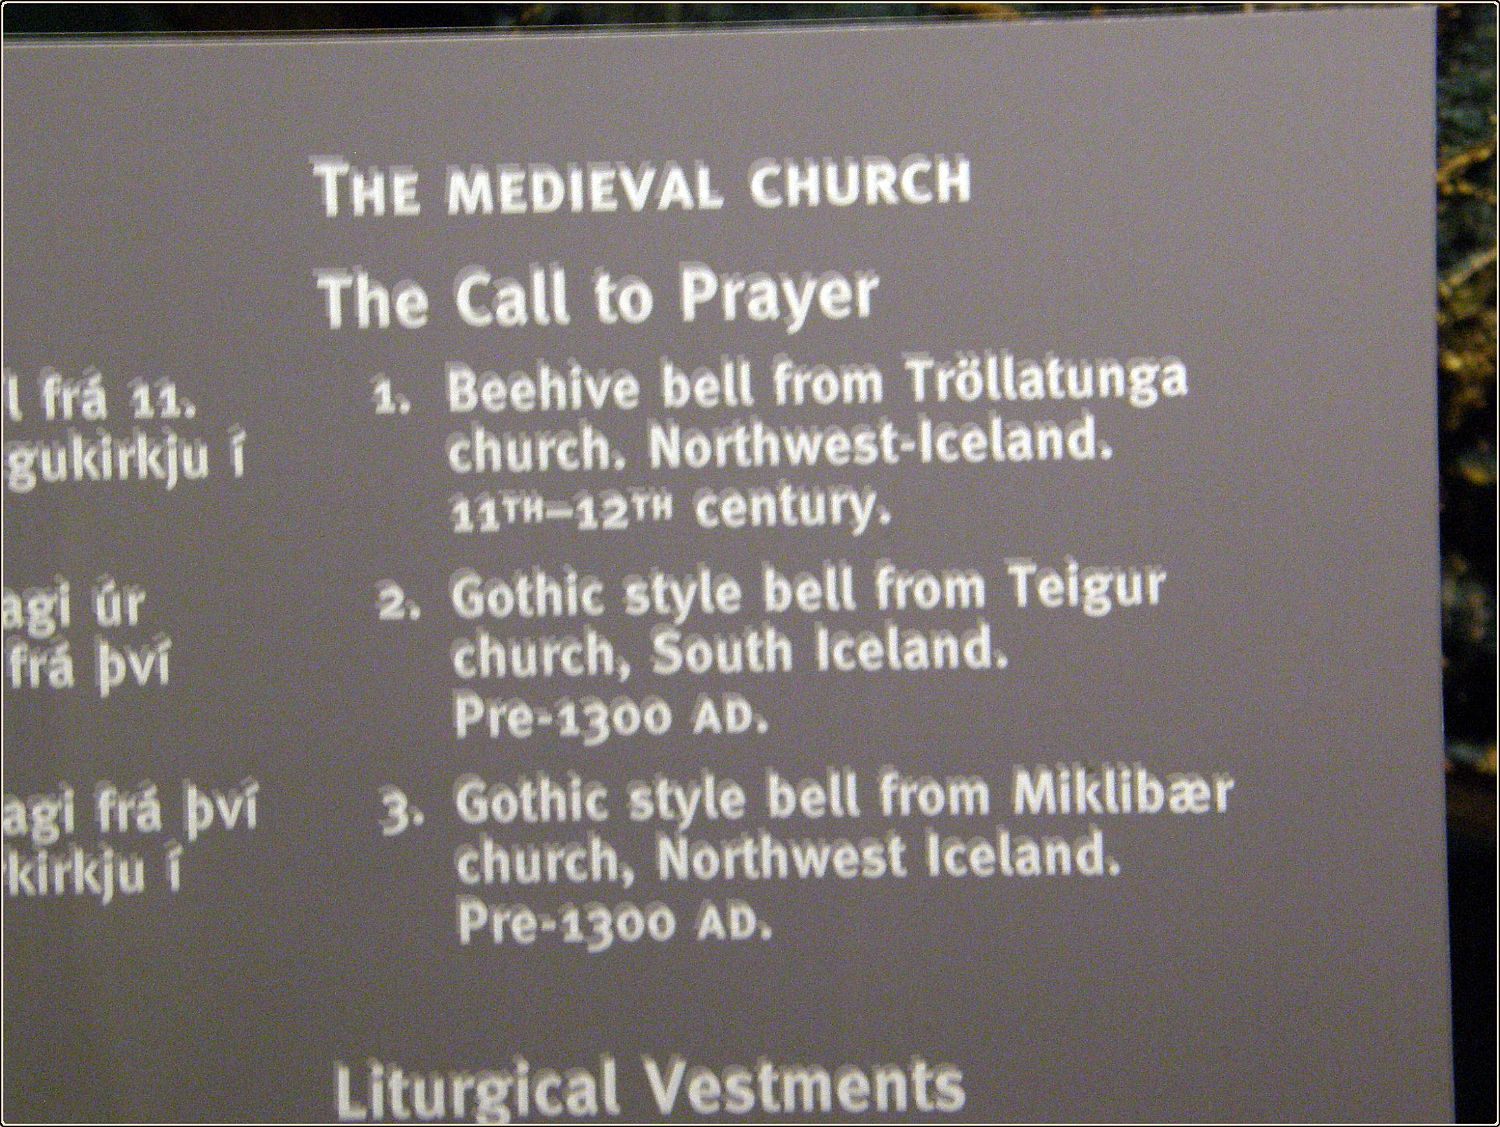 THE MEDIEVAL CHURCH
The Call to Prayer
1. Beehive bell from Tröllatunga
church. Northwest-Iceland.
11TH–12TH century.
2. Gothic style bell from Teigur
church, South Iceland.
Pre-1300 AD.
3. Gothic style bell from Miklibær
church, Northwest Iceland.
Pre-1300 AD.
Liturgical Vestments
l frá 11.
gukirkju í
agi úr
frá því
agi frá því
kirkju í